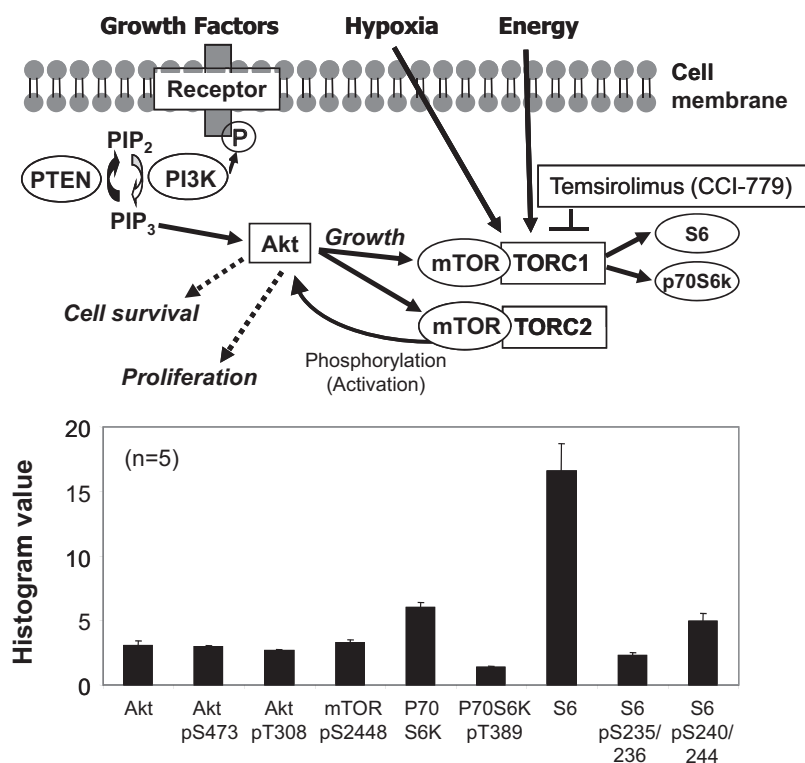 Growth Factors Hypoxia Energy
Receptor
Cell
membrane
P
PIP2
PTEN PI3K
PIP3
Temsirolimus (CCI-779)
Akt
Growth
mTOR TORC1
S6
p70S6k
mTOR TORC2
Cell survival
Proliferation
Phosphorylation
(Activation)
20
(n=5)
15
10
5
0
Histogram value
Akt Akt Akt mTOR P70 P70S6K S6 S6 S6
pS473 pT308 pS2448 S6K pT389 pS235/ pS240/
236 244